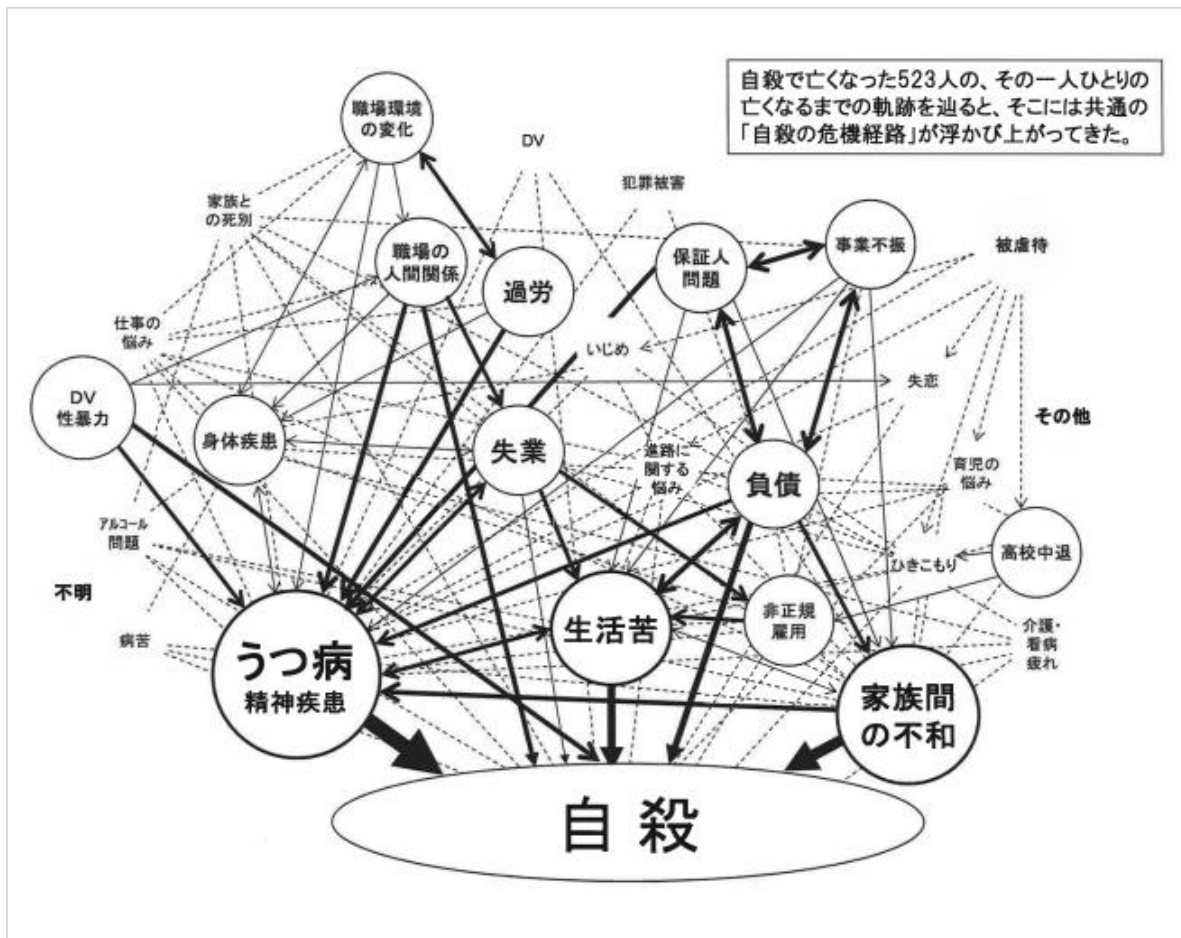 自殺で亡くなった523人の、その一人ひとりの
亡くなるまでの軌跡を辿ると、そこには共通の
「自殺の危機経路」が浮かび上がってきた。
職場環境
の変化
DV
犯罪被害
家族と
の死別
職場の
人間関係
過労
保証人
問題
事業不振
被虐待
仕事の
悩み
いじめ
DV
性暴力
失恋
その他
身体疾患
失業
進路に
関する
悩み
負債
育児の
悩み
アルコール
問題
高校中退
ひきこもり
不明
病苦
うつ病
精神疾患
生活苦
非正規
雇用
介護・
看病
疲れ
家族間
の不和
自殺